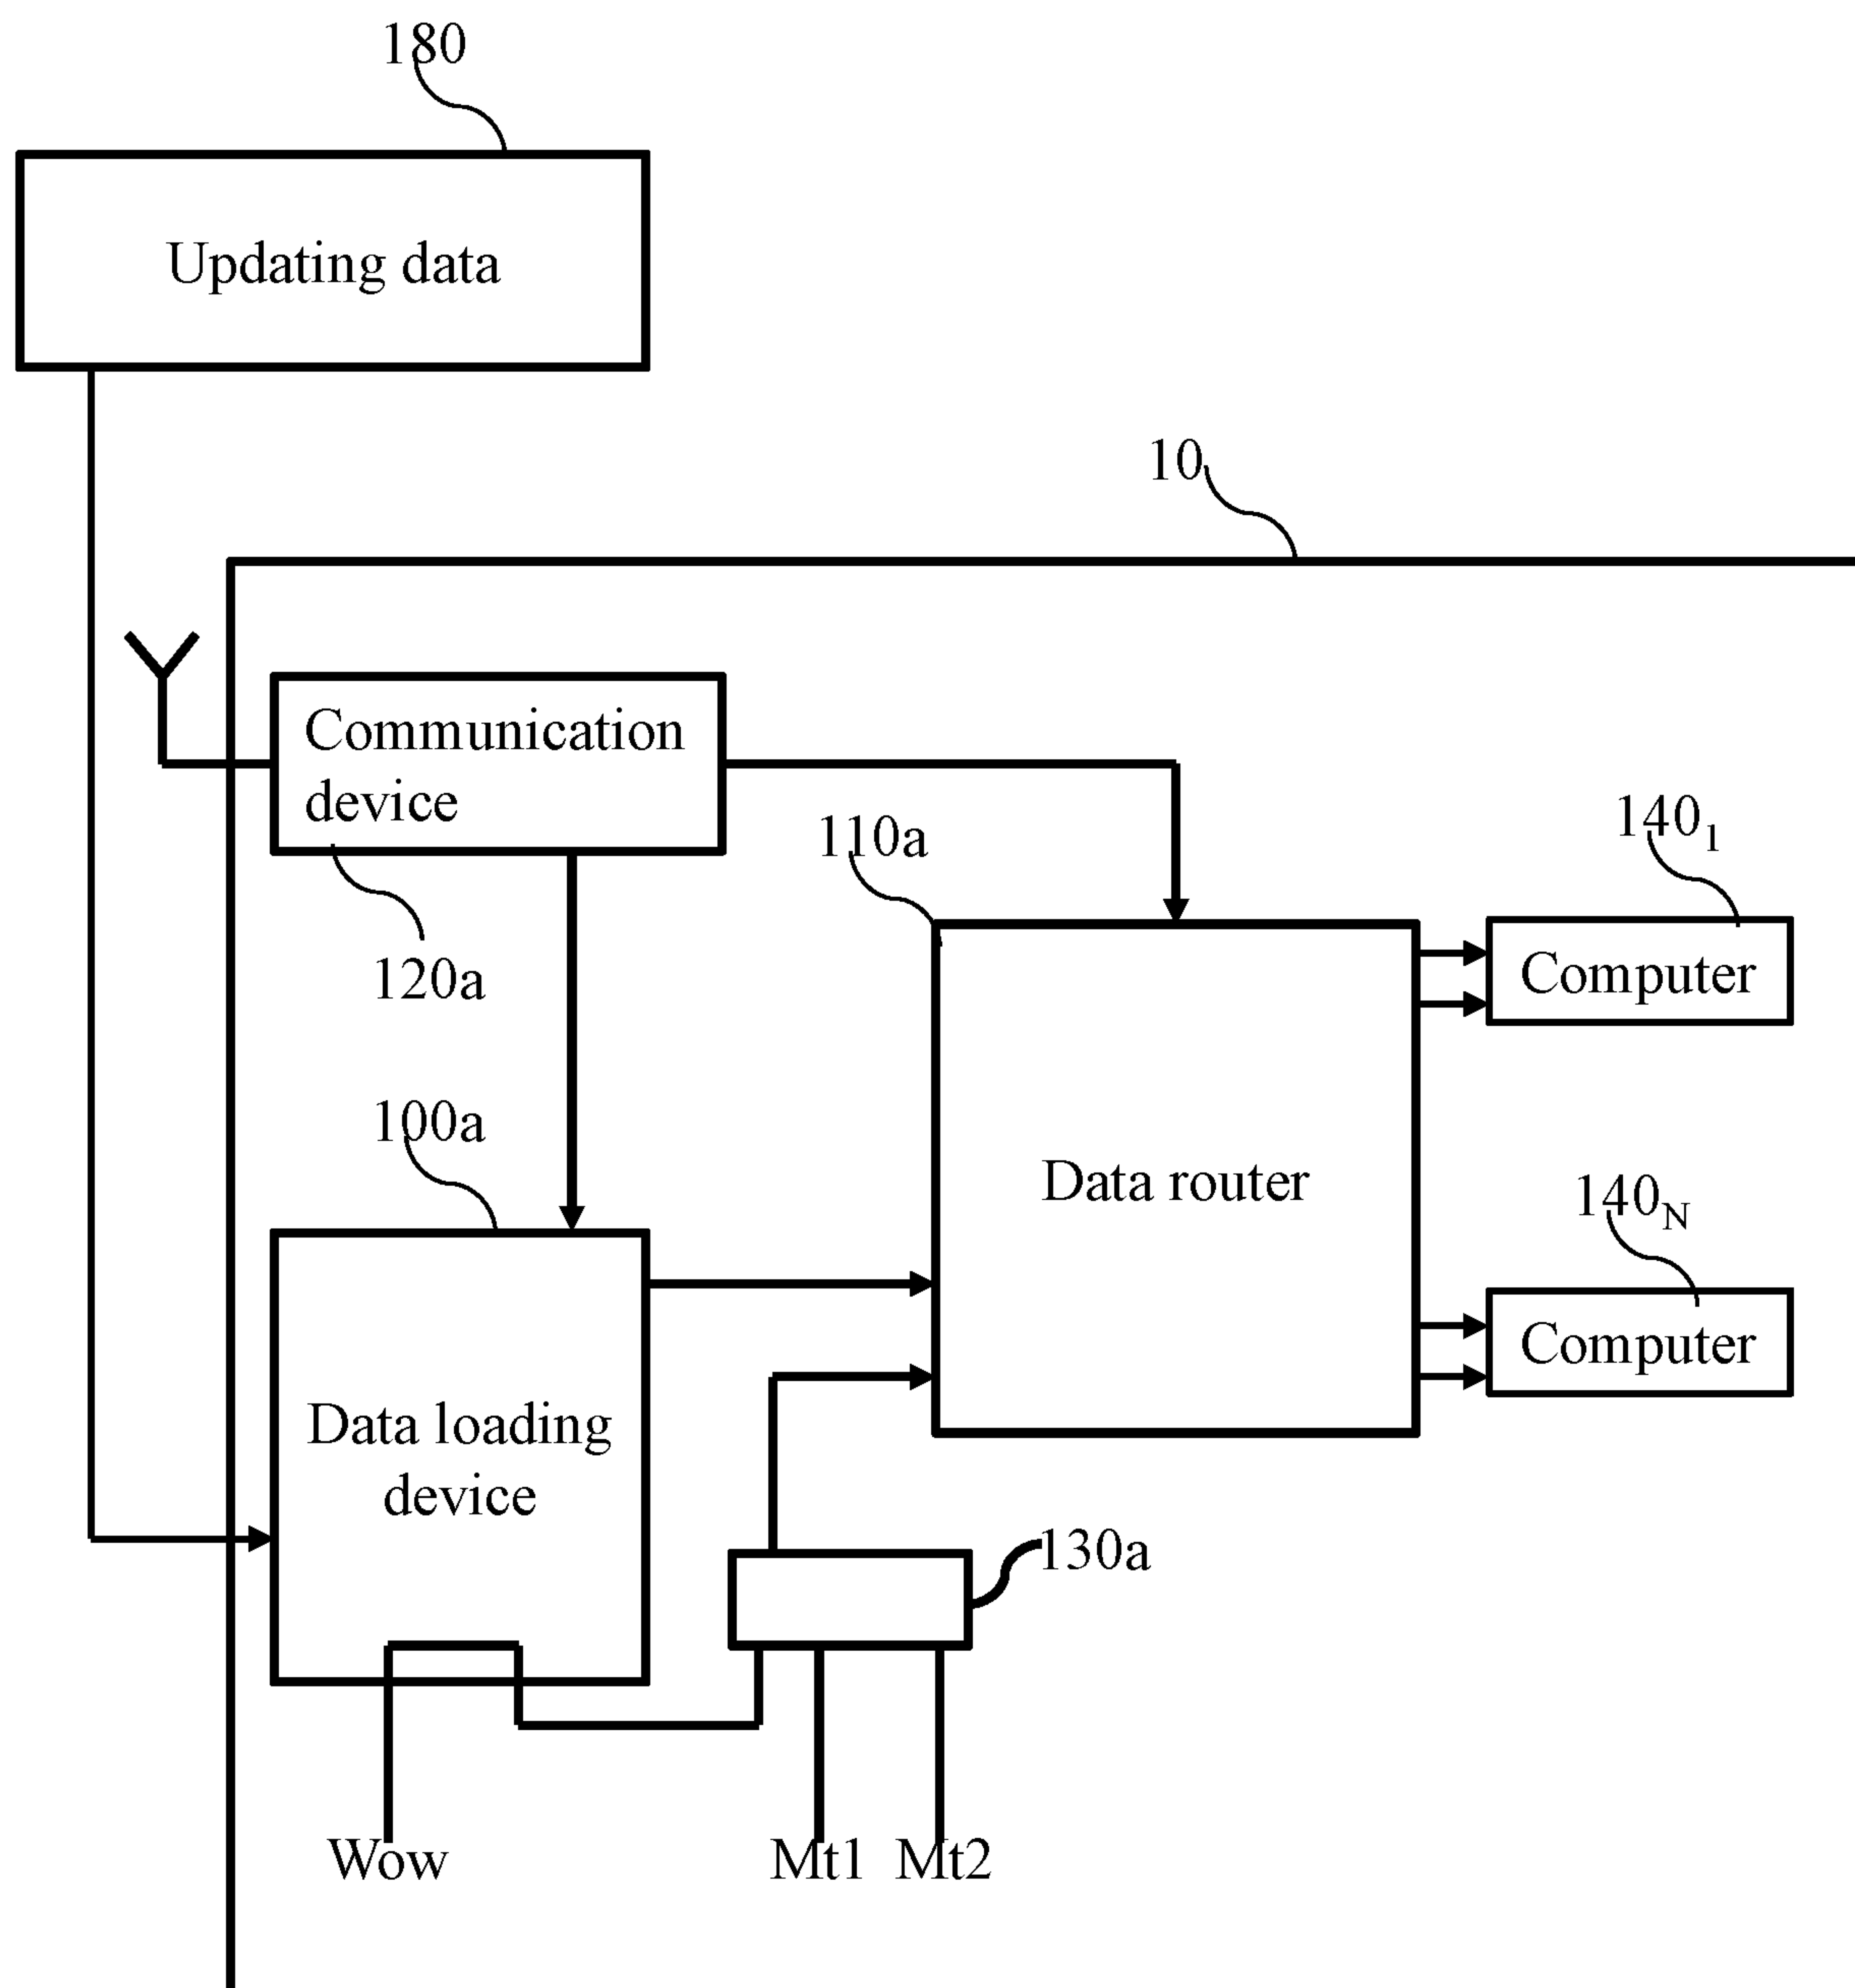 180
Updating data
10
Communication
device
120a
110a
140₁
Computer
100a
Data router
140N
Computer
Data loading
device
130a
Wow
Mt1
Mt2